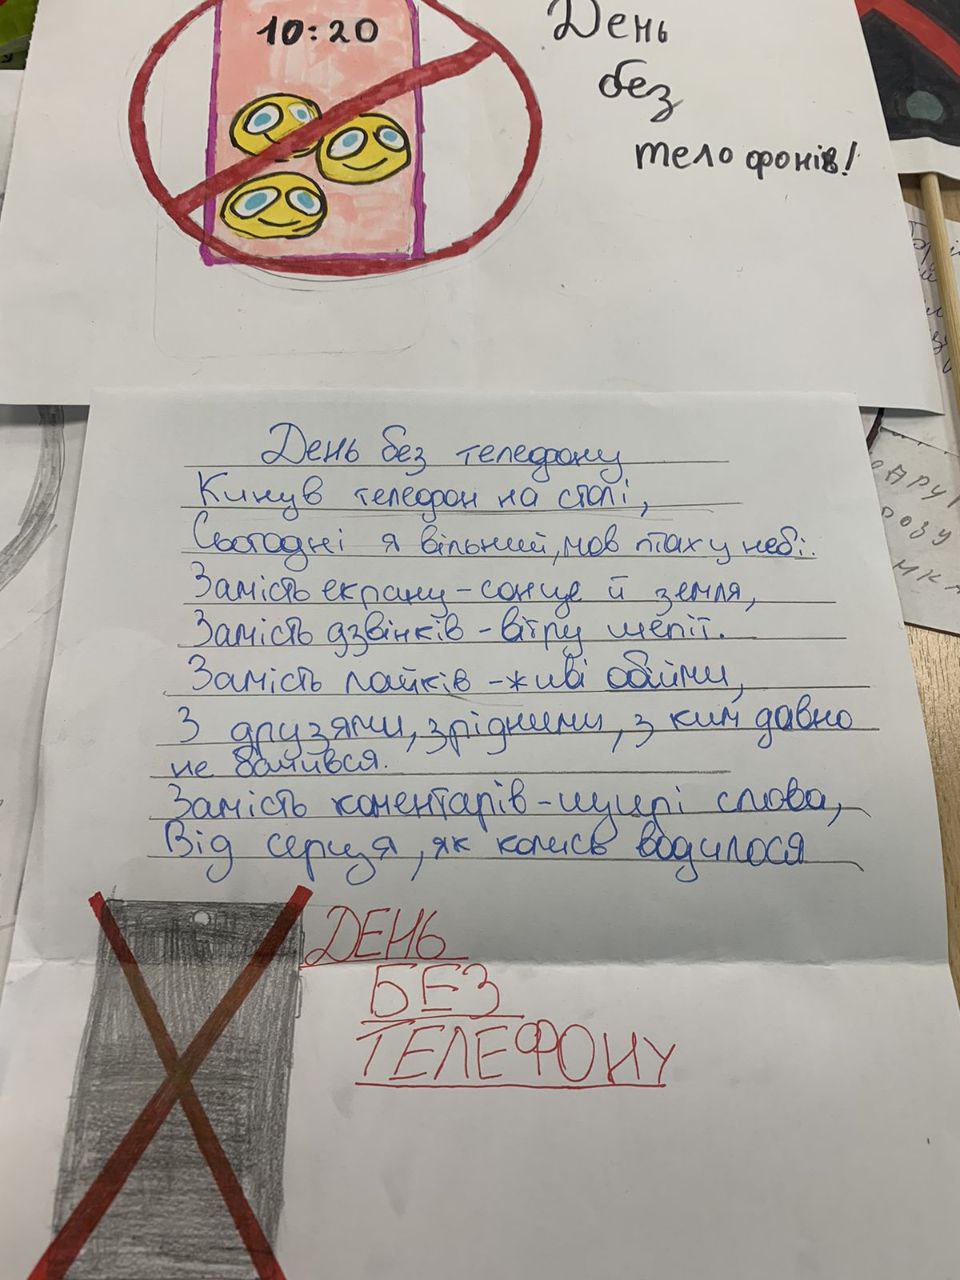 10:20
День
без
телофонів!
День без телефону
Кинув телефон на столі,
Сьогодні я вільний, мов птах у небі.
Замість екрану - сонце й земля,
Замість дзвінків - вітру шепіт.
Замість лайків - живі обійми,
З друзями, з рідними, з ким давно
не бачився.
Замість коментарів - щирі слова,
Від серця, як колись водилося
ДЕНЬ
БЕЗ
ТЕЛЕФОНУ